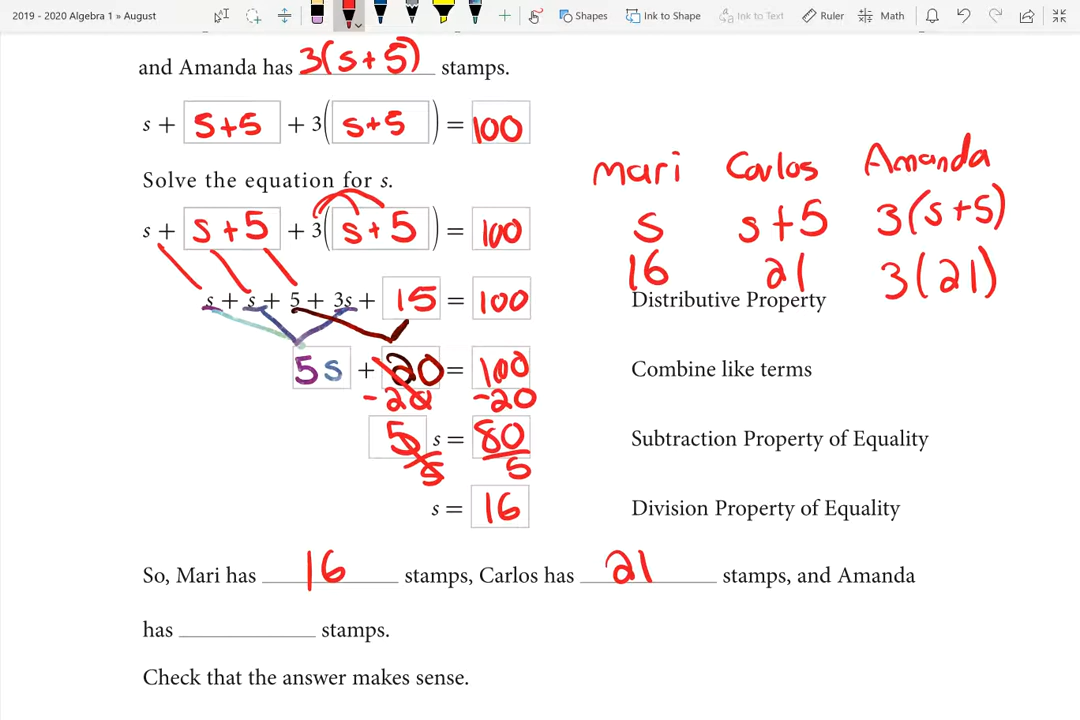 2019 - 2020 Algebra 1 » August
Shapes Ink to Shape Ink to Text Ruler Math
and Amanda has 3(s+5) stamps.
s + s+5 + 3(s+5) = 100
Mari Carlos Amanda
Solve the equation for s.
s + s+5 + 3(s+5) = 100
s s+5 3(s+5)
16 21 3(21)
s + s + 5 + 3s + 15 = 100 Distributive Property
5s + 20 = 100 Combine like terms
-20 -20
5 s = 80 Subtraction Property of Equality
5 5
s = 16 Division Property of Equality
So, Mari has 16 stamps, Carlos has 21 stamps, and Amanda
has ______ stamps.
Check that the answer makes sense.